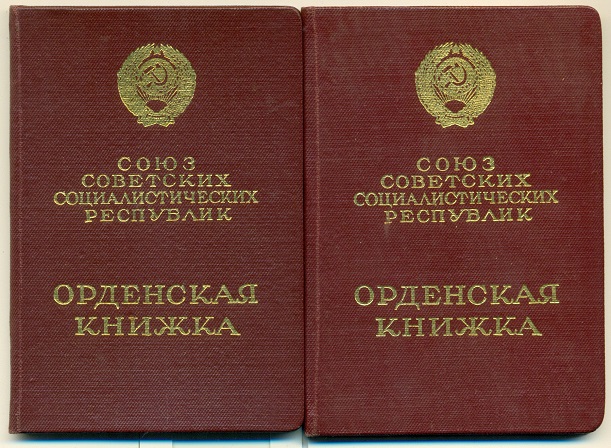 СОЮЗ
СОВЕТСКИХ
СОЦИАЛИСТИЧЕСКИХ
РЕСПУБЛИК
ОРДЕНСКАЯ
КНИЖКА
СОЮЗ
СОВЕТСКИХ
СОЦИАЛИСТИЧЕСКИХ
РЕСПУБЛИК
ОРДЕНСКАЯ
КНИЖКА